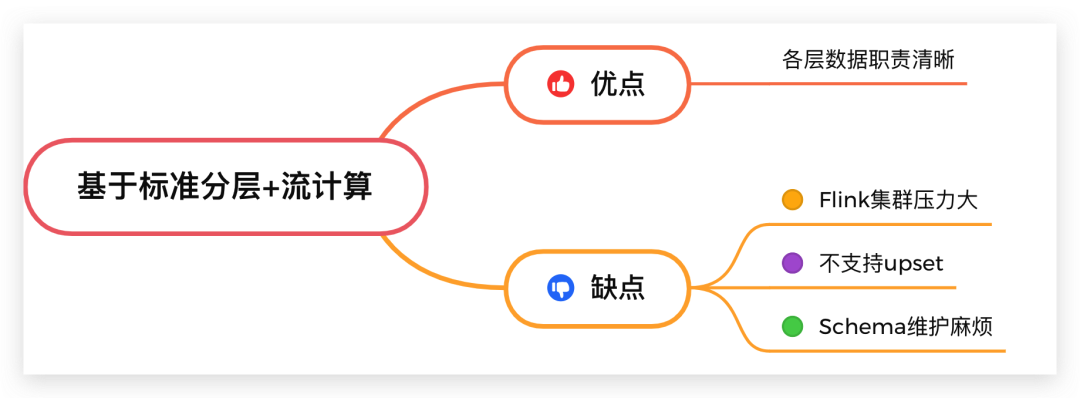 基于标准分层+流计算
优点
各层数据职责清晰
缺点
Flink集群压力大
不支持upset
Schema维护麻烦